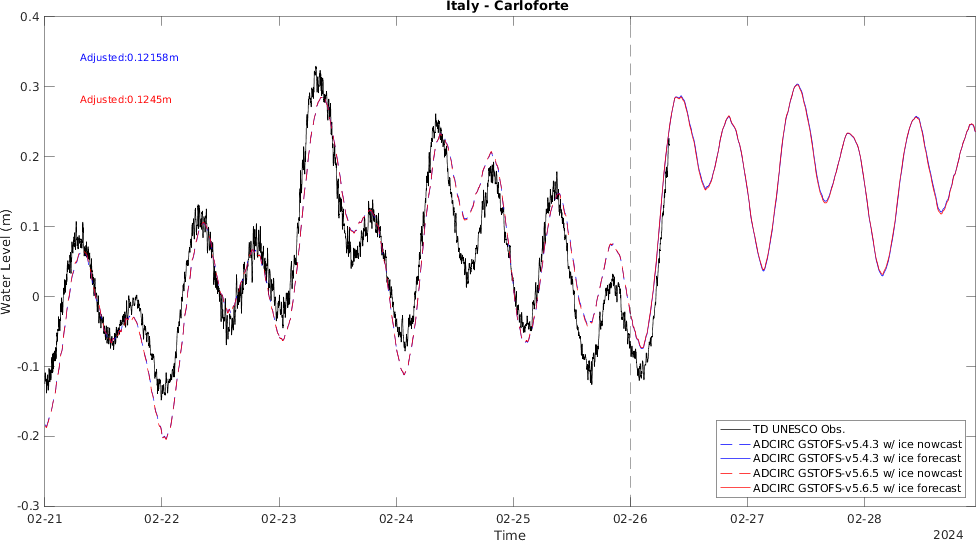 Italy - Carloforte
Adjusted:0.12158m
Adjusted:0.1245m
Water Level (m)
0.4
0.3
0.2
0.1
0
-0.1
-0.2
-0.3
TD UNESCO Obs.
ADCIRC GSTOFS-v5.4.3 w/ ice nowcast
ADCIRC GSTOFS-v5.4.3 w/ ice forecast
ADCIRC GSTOFS-v5.6.5 w/ ice nowcast
ADCIRC GSTOFS-v5.6.5 w/ ice forecast
02-21 02-22 02-23 02-24 02-25 02-26 02-27 02-28
Time
2024